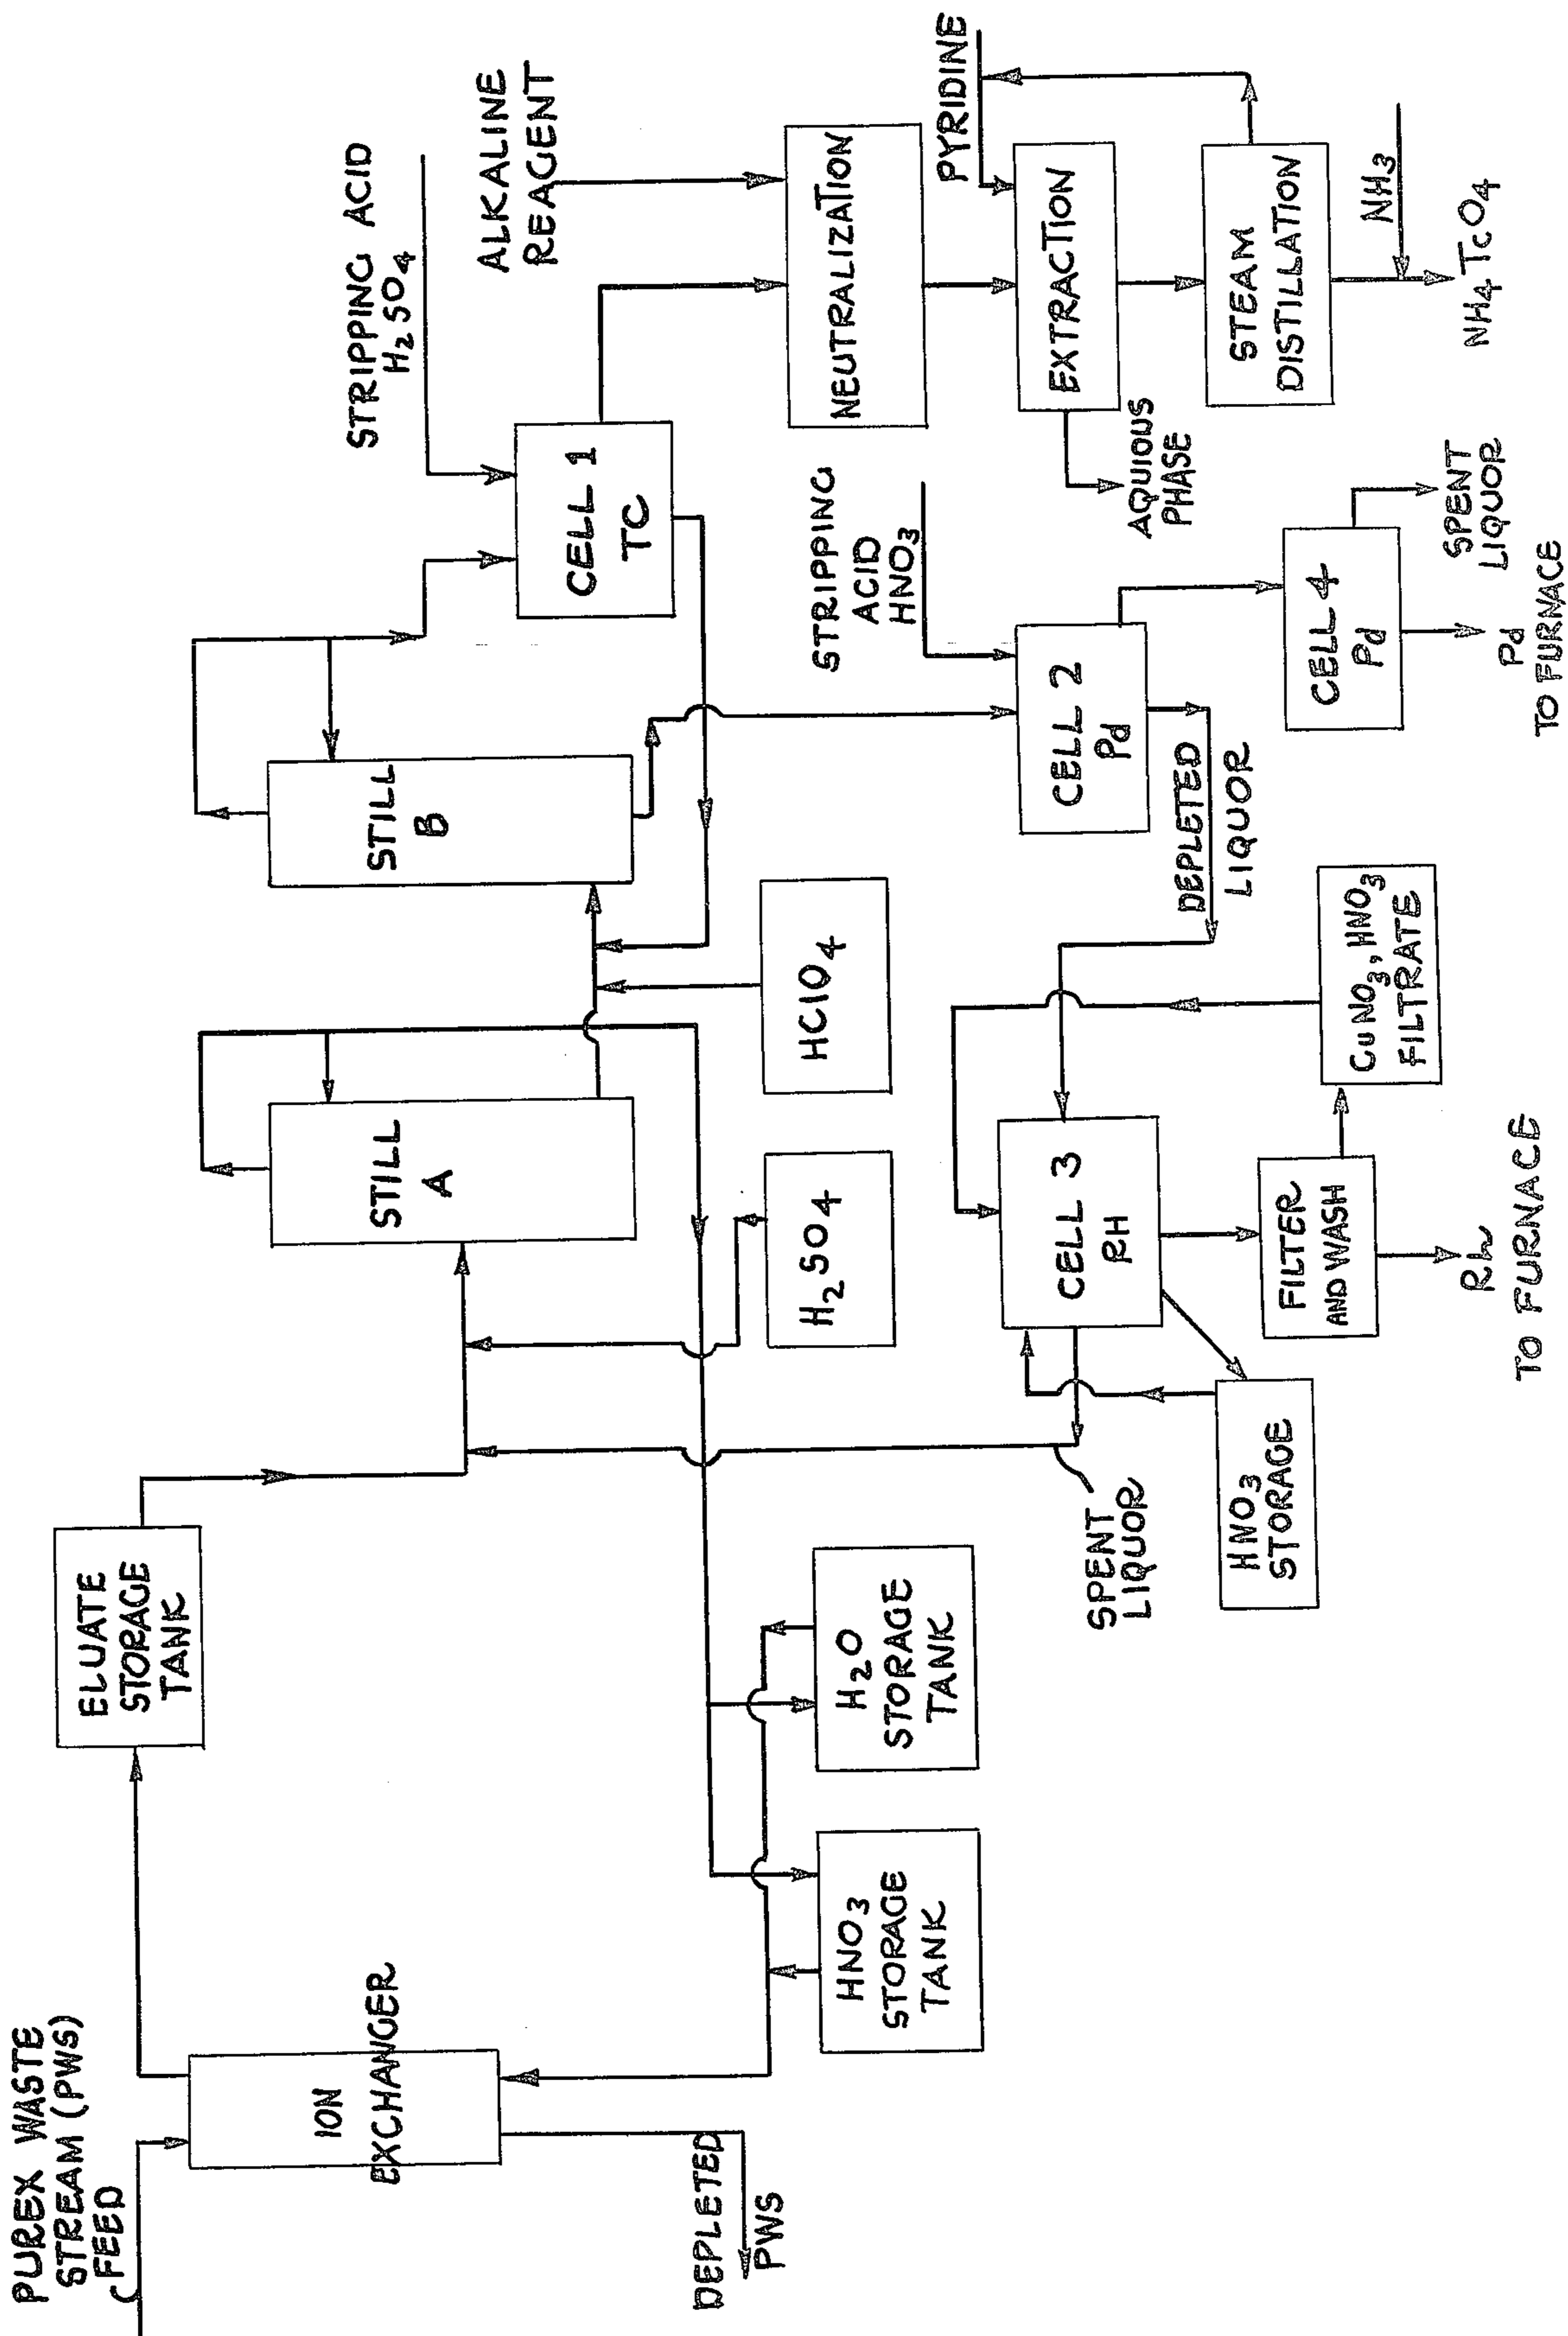 PUREX WASTE
STREAM (PWS)
FEED
ION
EXCHANGER
DEPLETED
PWS
ELUATE
STORAGE
TANK
HNO3
STORAGE
TANK
H2O
STORAGE
TANK
STILL
A
H2SO4
STILL
B
HClO4
STRIPPING ACID
H2SO4
CELL 1
TC
ALKALINE
REAGENT
NEUTRALIZATION
PYRIDINE
EXTRACTION
AQUIOUS
PHASE
STEAM
DISTILLATION
NH3
NH4TcO4
STRIPPING
ACID
HNO3
CELL 2
Pd
DEPLETED
LIQUOR
CELL 4
Pd
SPENT
LIQUOR
Pd
TO FURNACE
CELL 3
RH
SPENT
LIQUOR
HNO3
STORAGE
FILTER
AND WASH
CuNO3,HNO3
FILTRATE
Rh
TO FURNACE